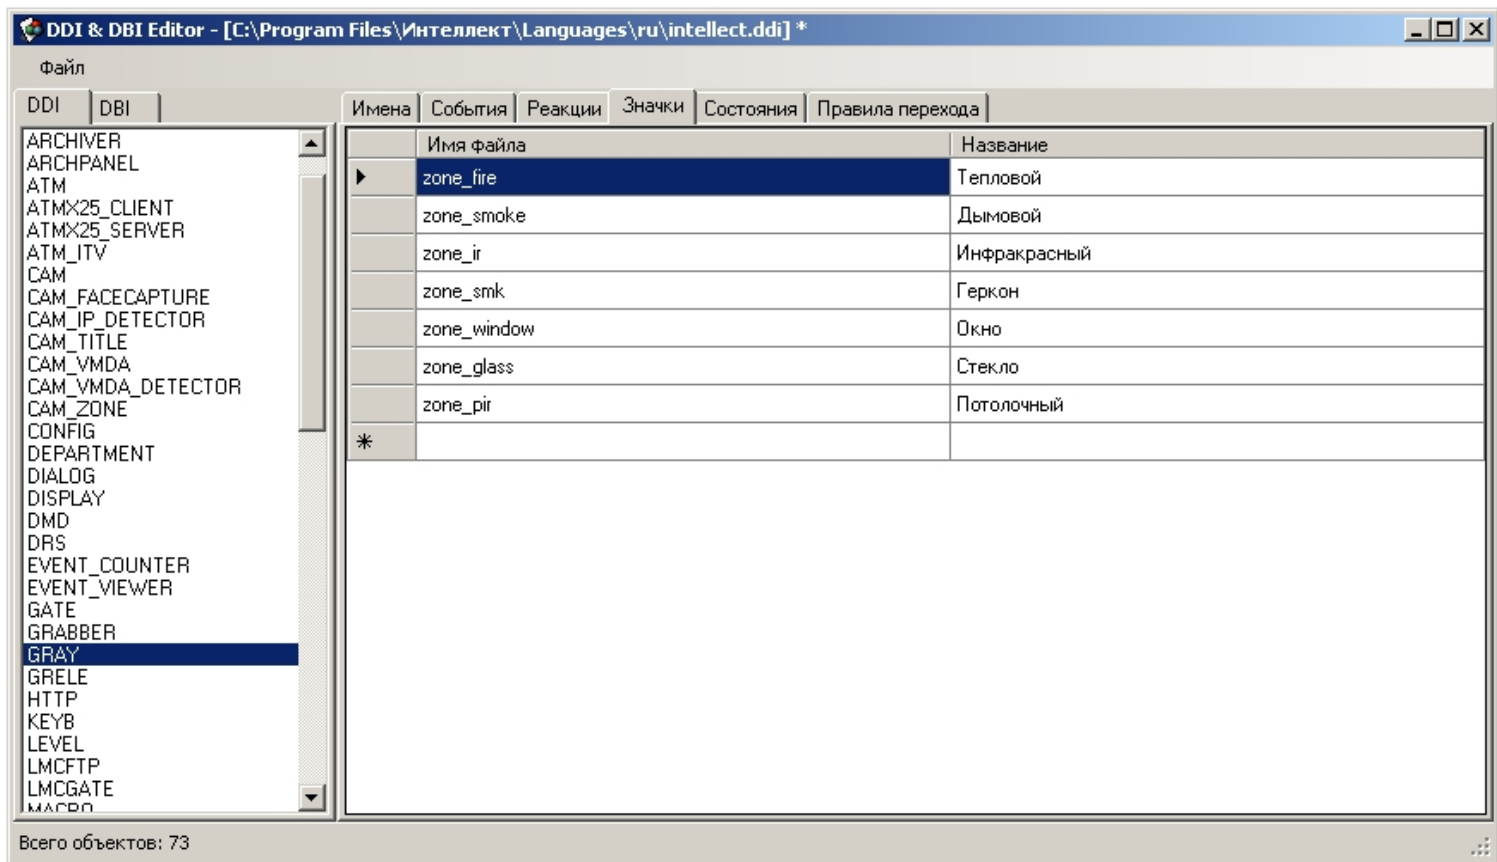 DDI & DBI Editor - [C:\Program Files\Интеллект\Languages\ru\intellect.ddi] *
Файл
DDI DBI
Имена События Реакции Значки Состояния Правила перехода
ARCHIVER
ARCHPANEL
ATM
ATMX25_CLIENT
ATMX25_SERVER
ATM_ITV
CAM
CAM_FACECAPTURE
CAM_IP_DETECTOR
CAM_TITLE
CAM_VMDA
CAM_VMDA_DETECTOR
CAM_ZONE
CONFIG
DEPARTMENT
DIALOG
DISPLAY
DMD
DRS
EVENT_COUNTER
EVENT_VIEWER
GATE
GRABBER
GRAY
GRELE
HTTP
KEYB
LEVEL
LMCFTP
LMCGATE
MACRO
Имя файла Название
zone_fire Тепловой
zone_smoke Дымовой
zone_ir Инфракрасный
zone_smk Геркон
zone_window Окно
zone_glass Стекло
zone_pir Потолочный
Всего объектов: 73